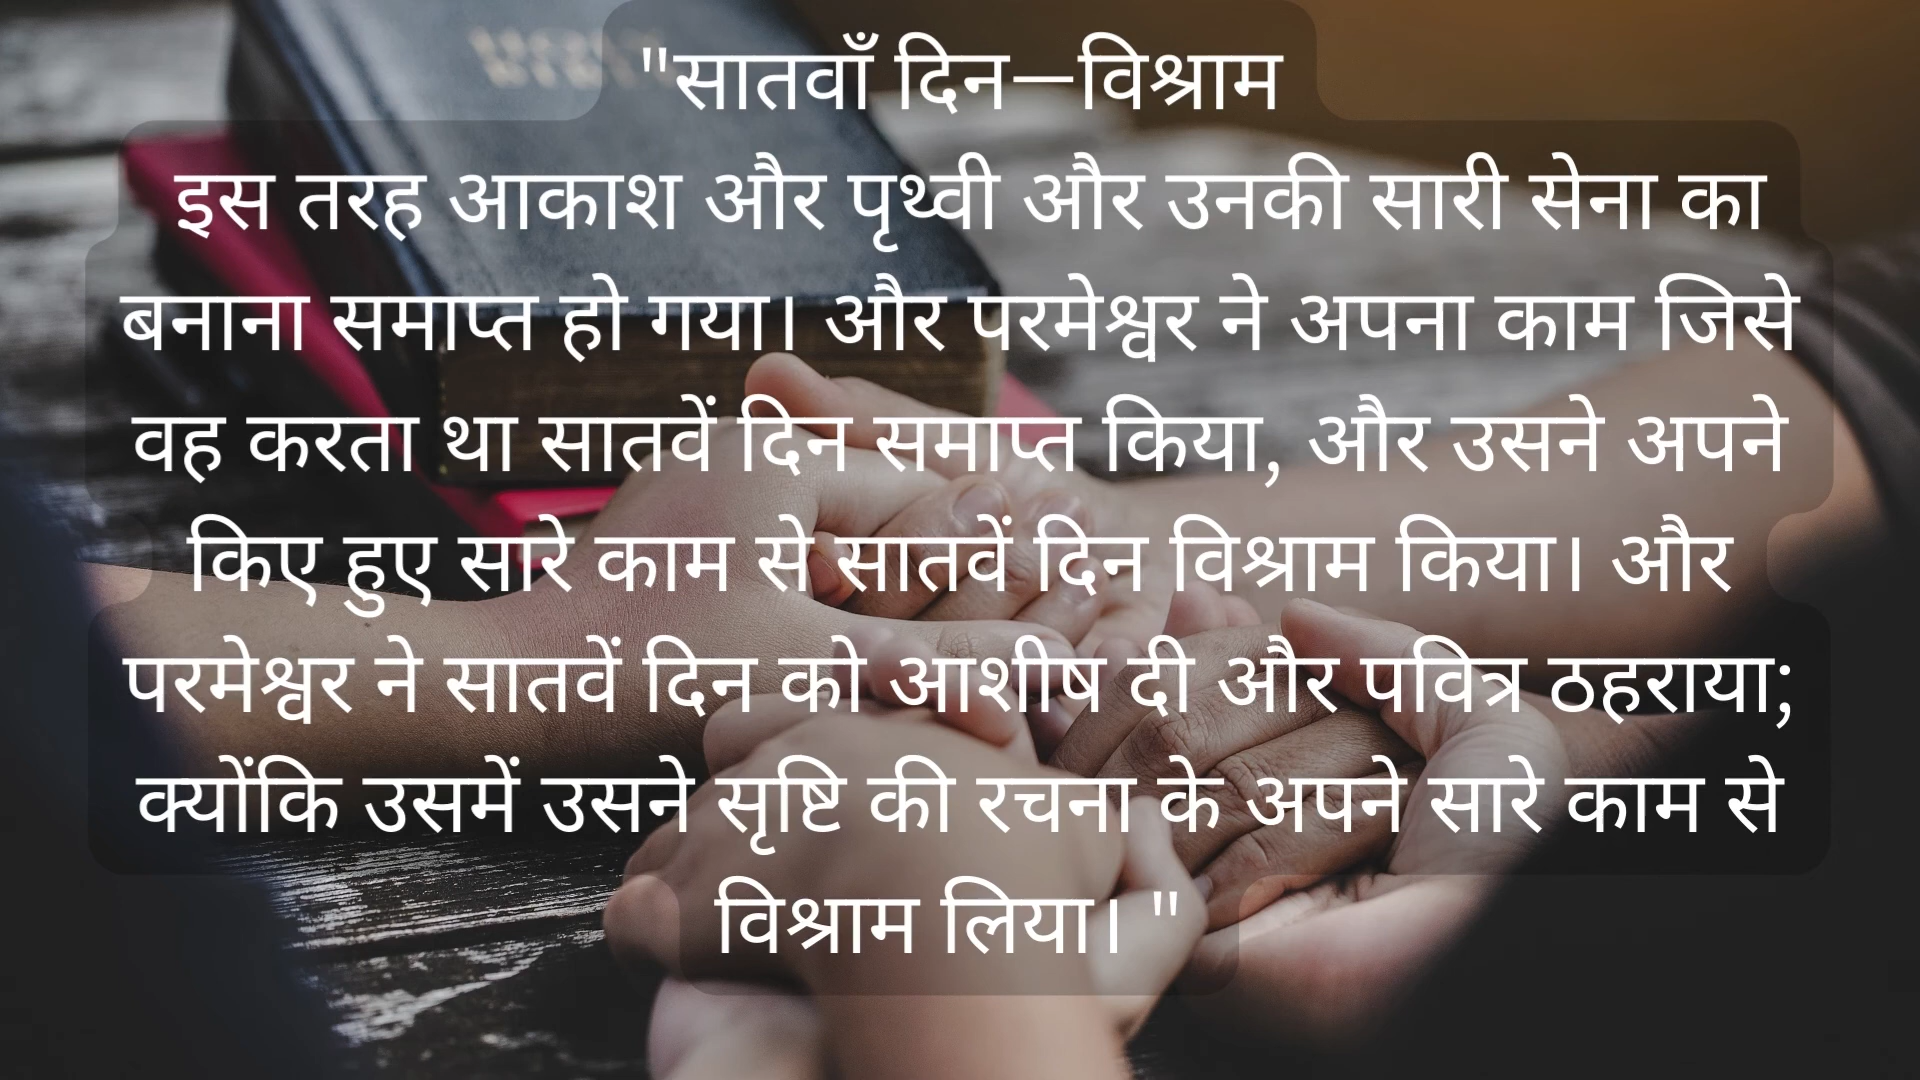 "सातवाँ दिन—विश्राम
इस तरह आकाश और पृथ्वी और उनकी सारी सेना का
बनाना समाप्त हो गया। और परमेश्वर ने अपना काम जिसे
वह करता था सातवें दिन समाप्त किया, और उसने अपने
किए हुए सारे काम से सातवें दिन विश्राम किया। और
परमेश्वर ने सातवें दिन को आशीष दी और पवित्र ठहराया;
क्योंकि उसमें उसने सृष्टि की रचना के अपने सारे काम से
विश्राम लिया। "